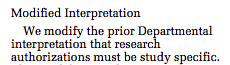 Modified Interpretation
We modify the prior Departmental
interpretation that research
authorizations must be study specific.